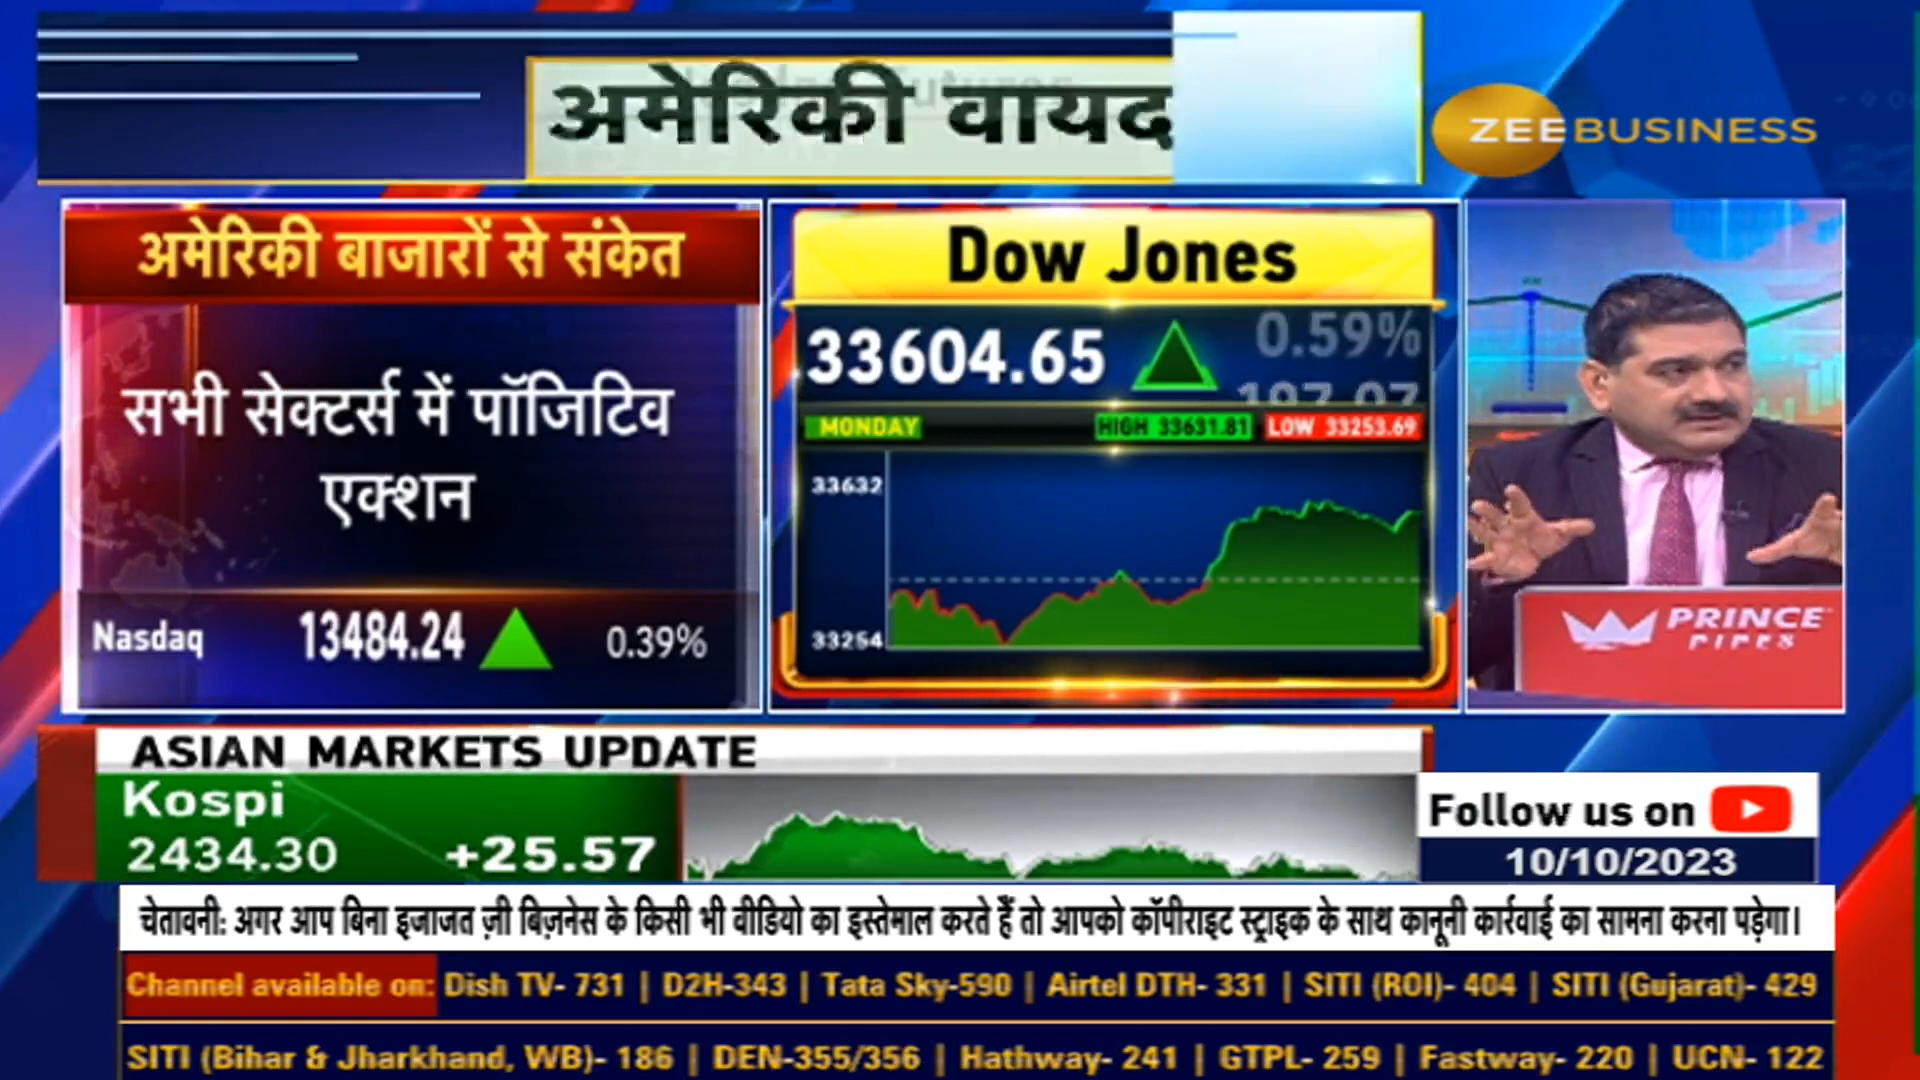 अमेरिकी वायद
ZEEBUSINESS
अमेरिकी बाजारों से संकेत
सभी सेक्टर्स में पॉजिटिव
एक्शन
Nasdaq 13484.24 0.39%
Dow Jones
33604.65 0.59%
197.07
MONDAY HIGH 33631.81 LOW 33253.69
33632
33254
PRINCE
PIPES
ASIAN MARKETS UPDATE
Kospi
2434.30 +25.57
Follow us on
10/10/2023
चेतावनी: अगर आप बिना इजाजत ज़ी बिज़नेस के किसी भी वीडियो का इस्तेमाल करते हैं तो आपको कॉपीराइट स्ट्राइक के साथ कानूनी कार्रवाई का सामना करना पड़ेगा।
Channel available on: Dish TV- 731 | D2H-343 | Tata Sky-590 | Airtel DTH- 331 | SITI (ROI)- 404 | SITI (Gujarat)- 429
SITI (Bihar & Jharkhand, WB)- 186 | DEN-355/356 | Hathway- 241 | GTPL- 259 | Fastway- 220 | UCN- 122